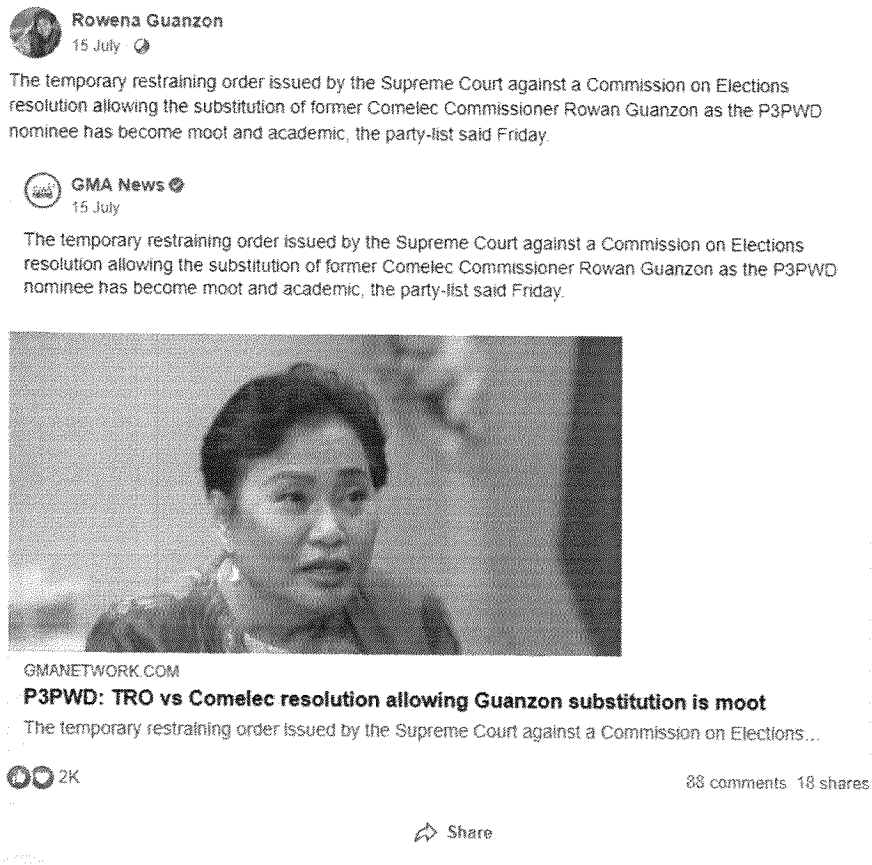 Rowena Guanzon
15 July ·
The temporary restraining order issued by the Supreme Court against a Commission on Elections
resolution allowing the substitution of former Comelec Commissioner Rowan Guanzon as the P3PWD
nominee has become moot and academic, the party-list said Friday.
GMA News
15 July
The temporary restraining order issued by the Supreme Court against a Commission on Elections
resolution allowing the substitution of former Comelec Commissioner Rowan Guanzon as the P3PWD
nominee has become moot and academic, the party-list said Friday.
GMANETWORK.COM
P3PWD: TRO vs Comelec resolution allowing Guanzon substitution is moot
The temporary restraining order issued by the Supreme Court against a Commission on Elections...
2K
88 comments 18 shares
Share